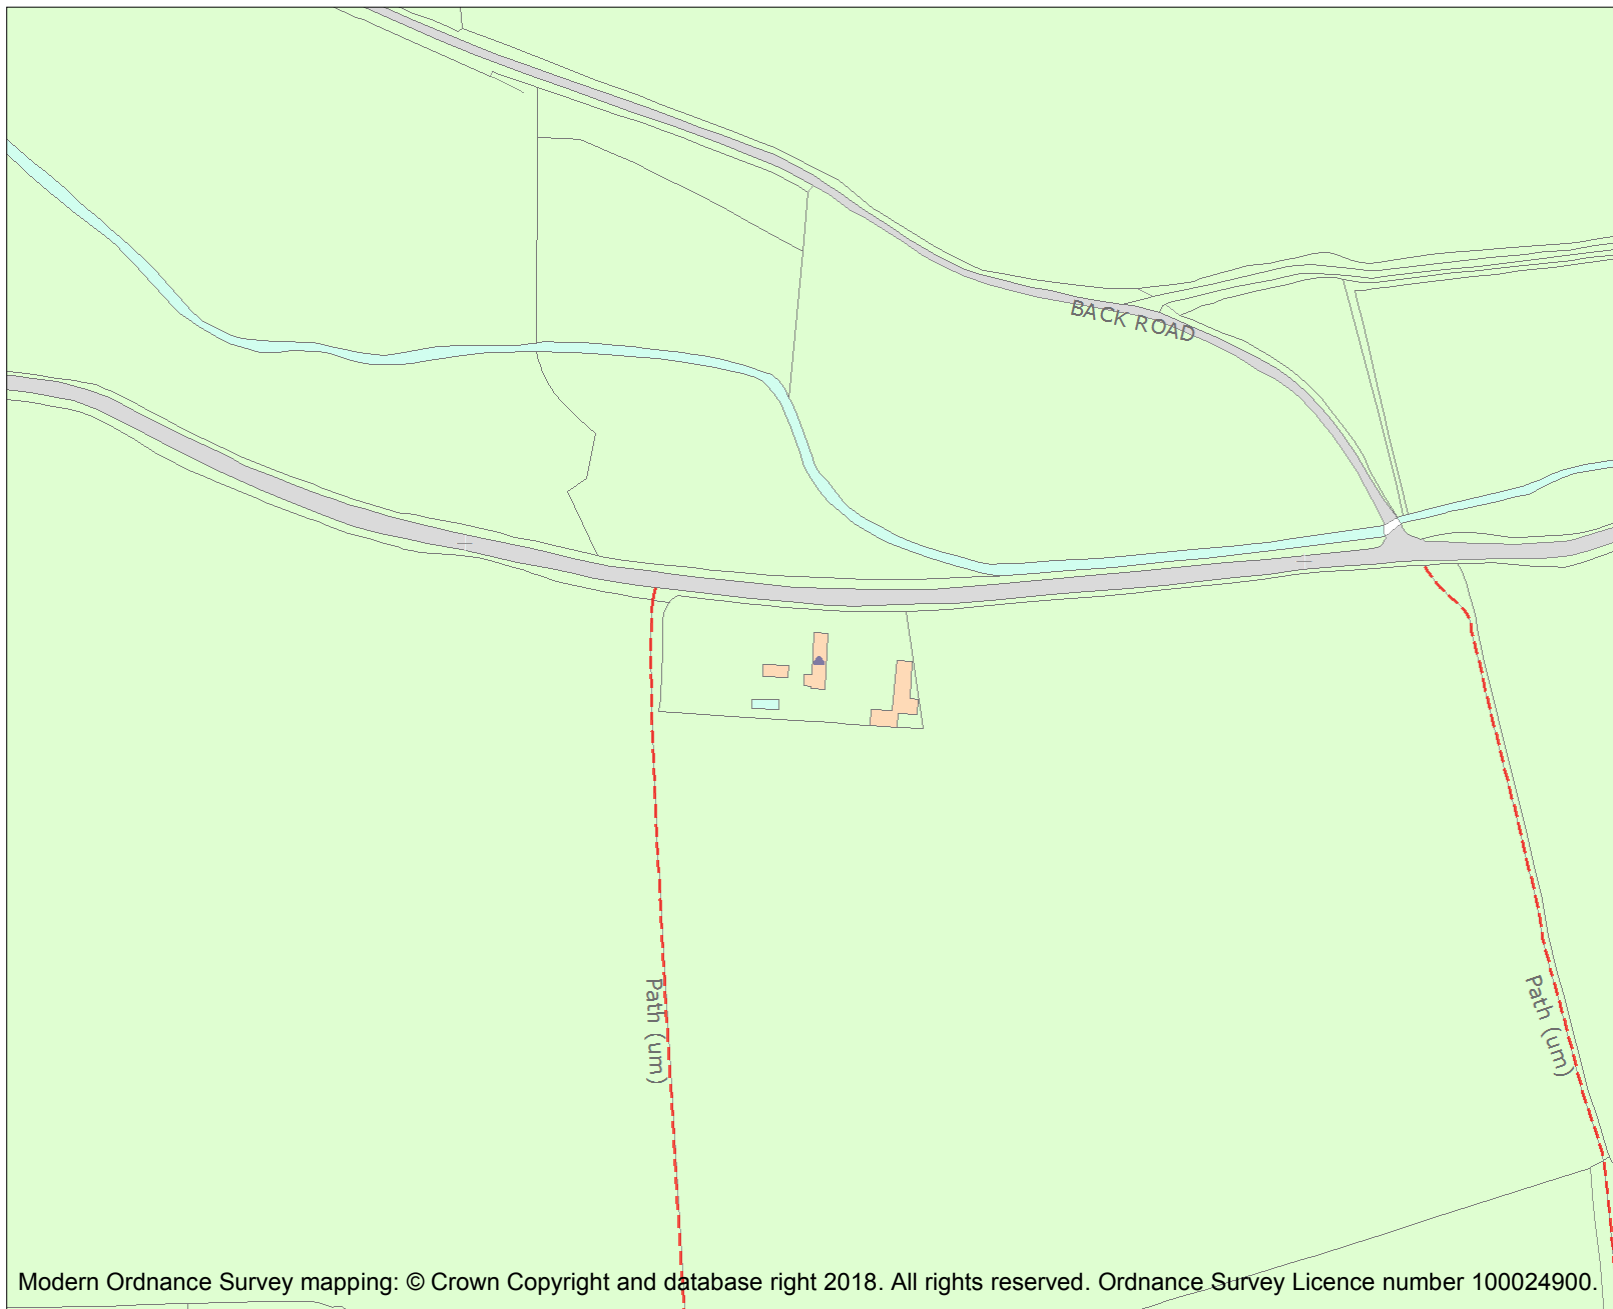 BACK ROAD
Path (um)
Path (um)
Modern Ordnance Survey mapping: © Crown Copyright and database right 2018. All rights reserved. Ordnance Survey Licence number 100024900.